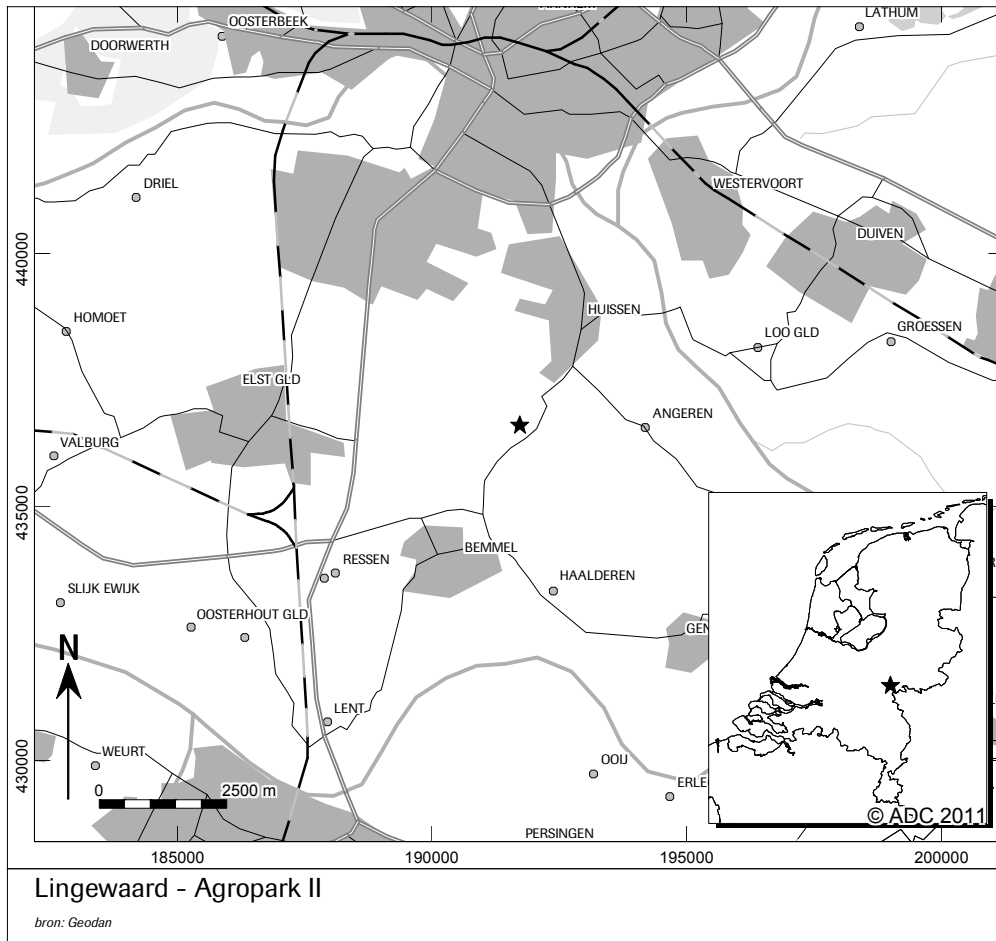 OOSTERBEEK
LATHUM
DOORWERTH
DRIEL
WESTERVOORT
DUIVEN
440000
HOMOET
HUISSEN
LOO GLD
GROESSEN
ELST GLD
VALBURG
ANGEREN
435000
BEMMEL
RESSEN
SLIJK EWIJK
HAALDEREN
OOSTERHOUT GLD
GEN
N
LENT
WEURT
OOIJ
430000
2500 m
0
ERLE
PERSINGEN
© ADC 2011
185000
190000
195000
200000
Lingewaard - Agropark II
bron: Geodan